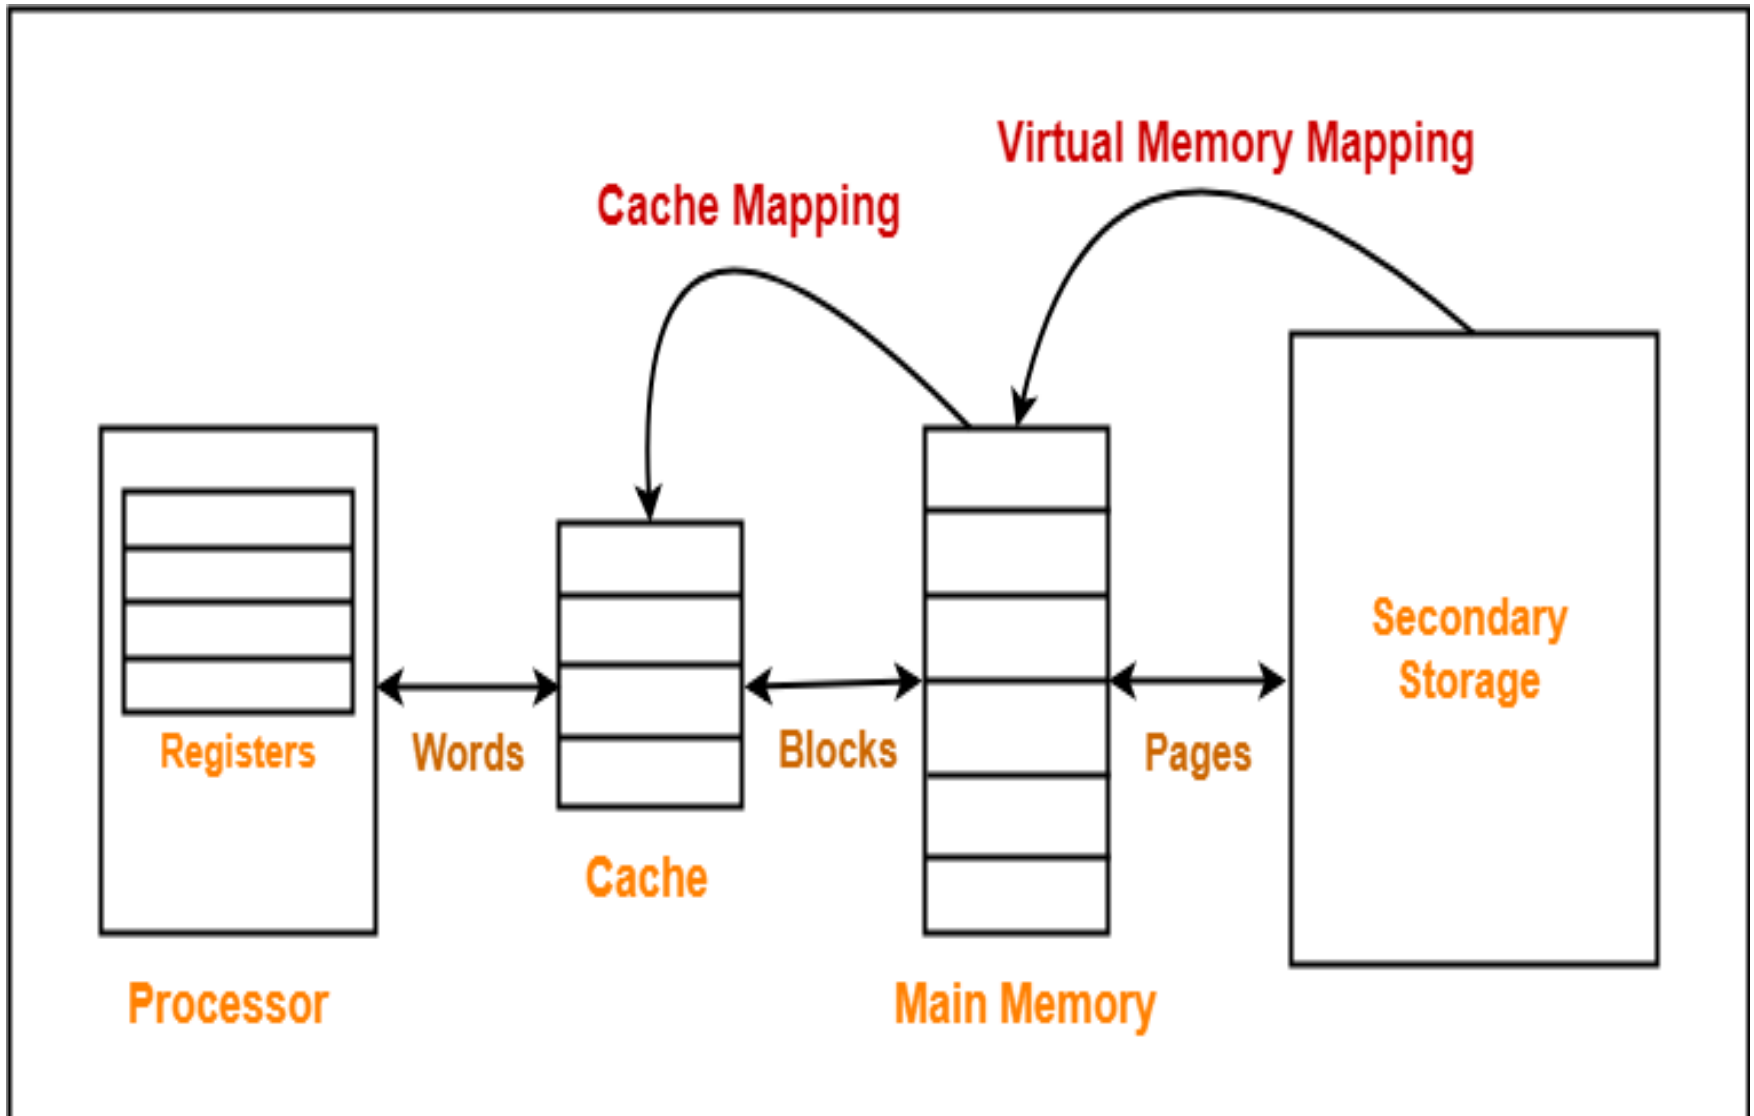 Virtual Memory Mapping
Cache Mapping
Secondary
Storage
Registers
Words
Blocks
Pages
Cache
Processor
Main Memory